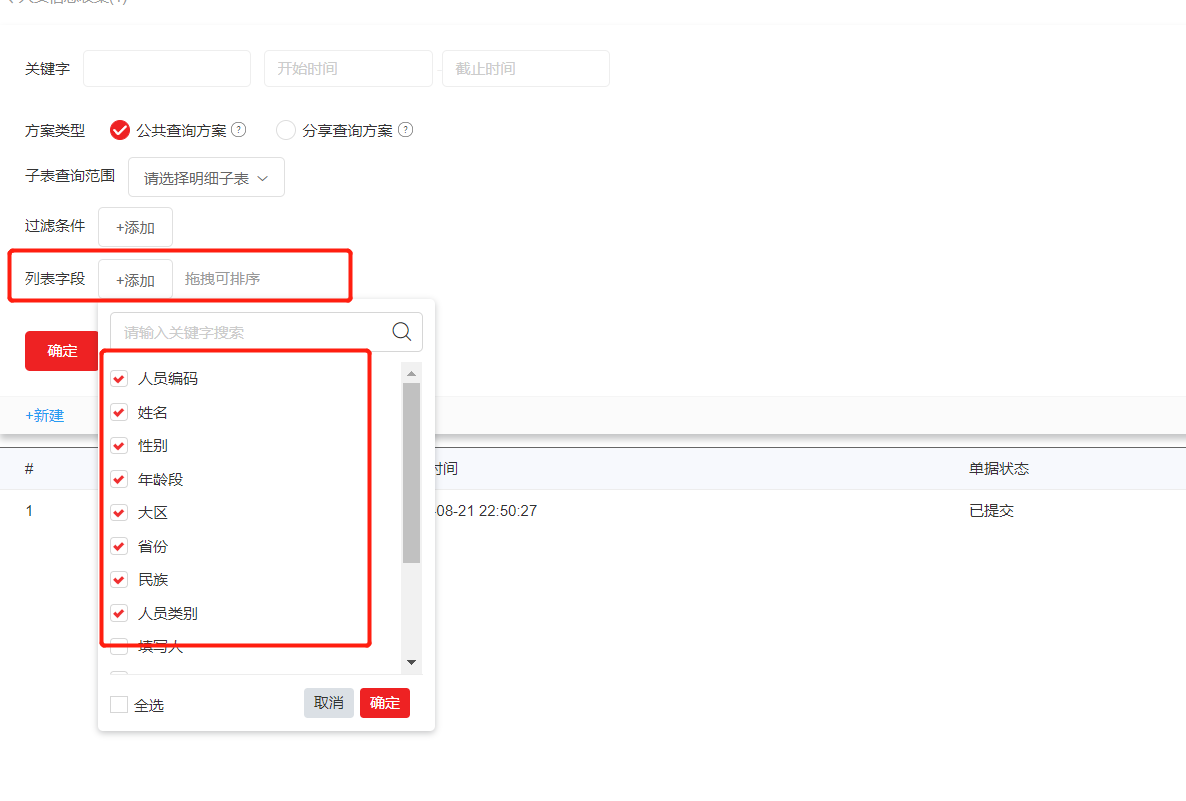 关键字 开始时间 - 截止时间
方案类型 公共查询方案 ? 分享查询方案 ?
子表查询范围 请选择明细子表
过滤条件 +添加
列表字段 +添加 拖拽可排序
确定
请输入关键字搜索
人员编码
姓名
性别
年龄段
大区
省份
民族
人员类别
填写人
全选 取消 确定
+新建
# 时间 单据状态
1 -08-21 22:50:27 已提交